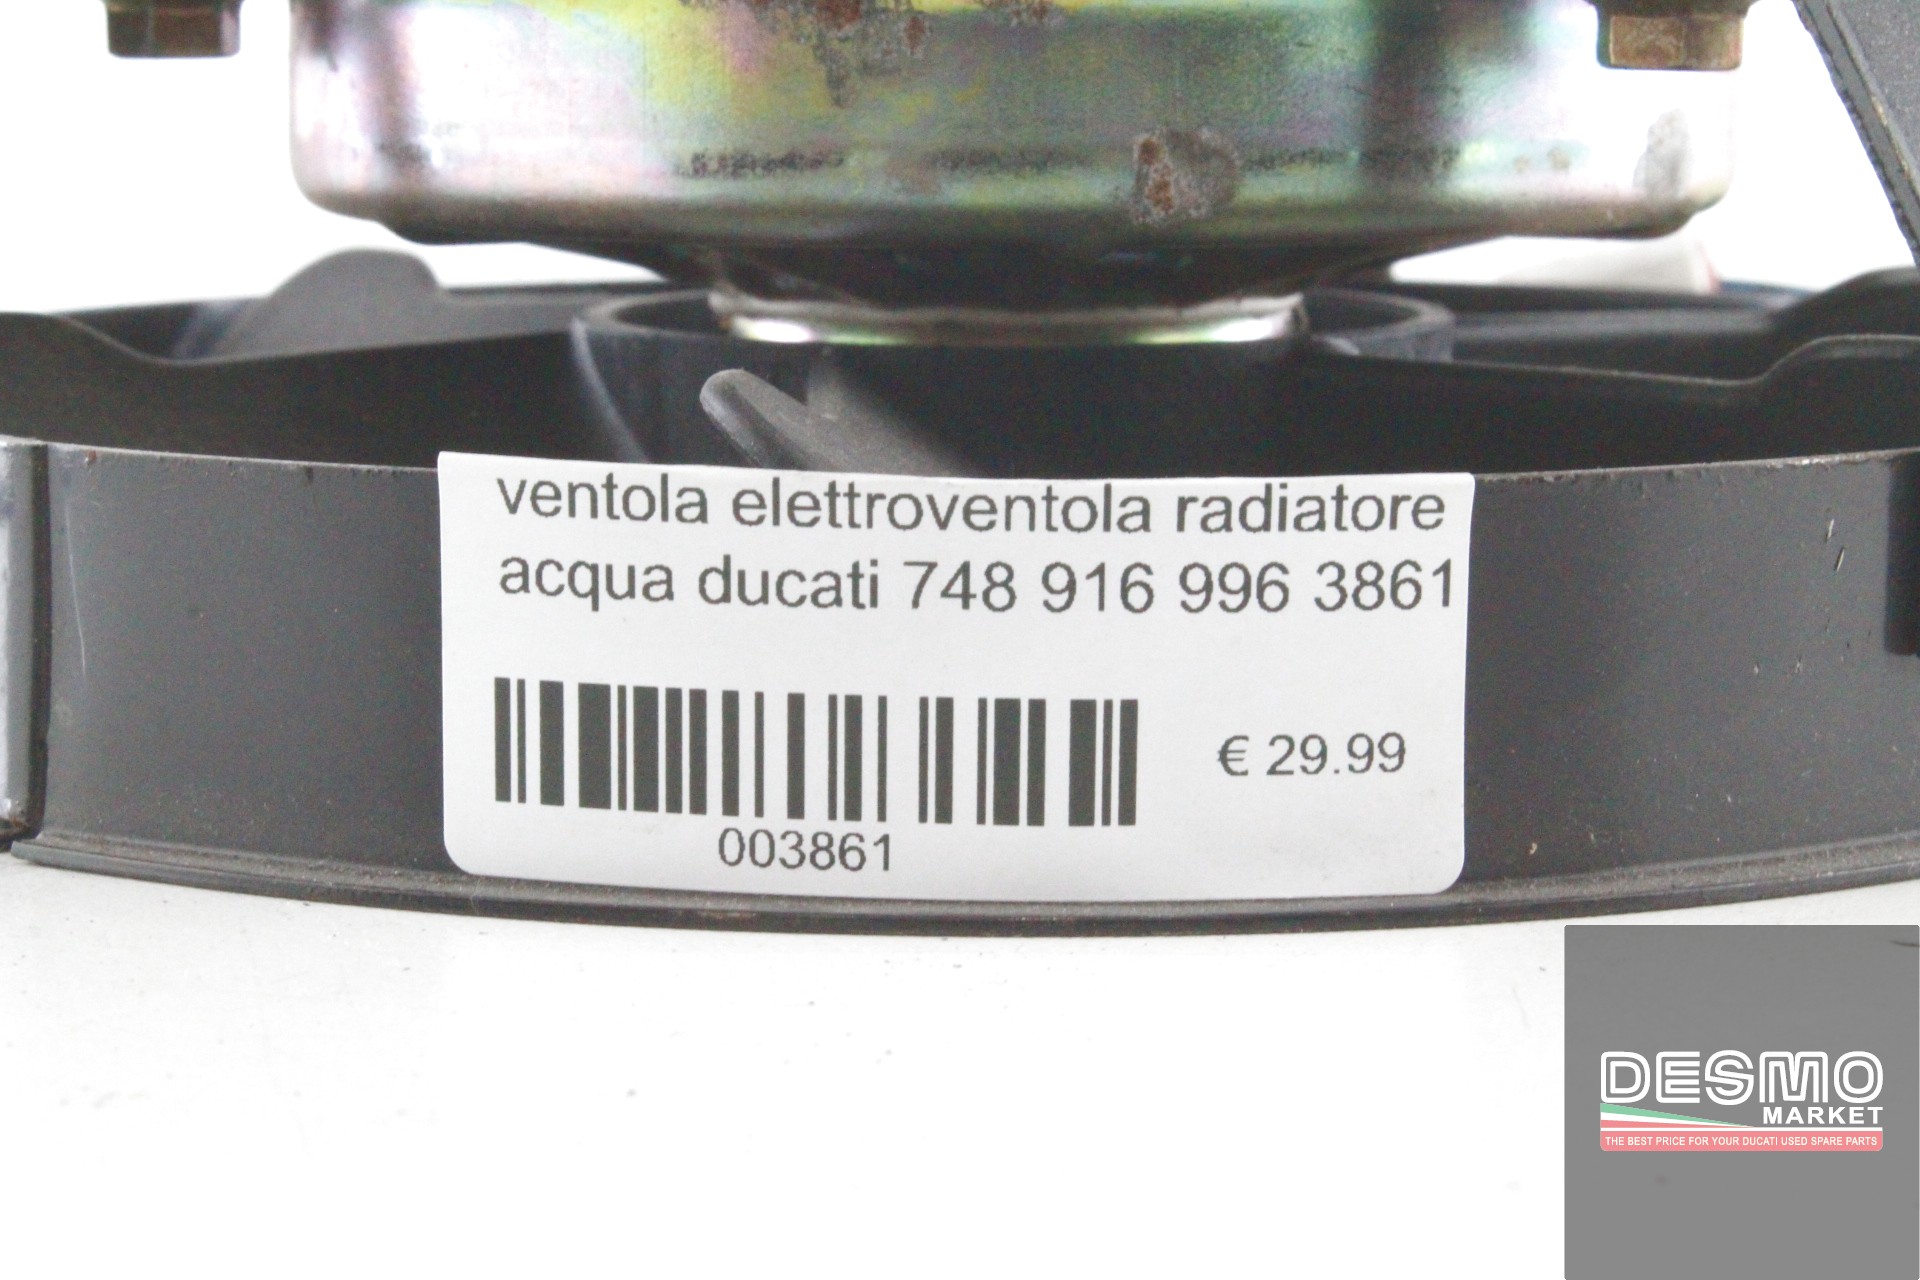 ventola elettroventola radiatore
acqua ducati 748 916 996 3861
€ 29.99
003861
DESMO
MARKET
THE BEST PRICE FOR YOUR DUCATI USED SPARE PARTS